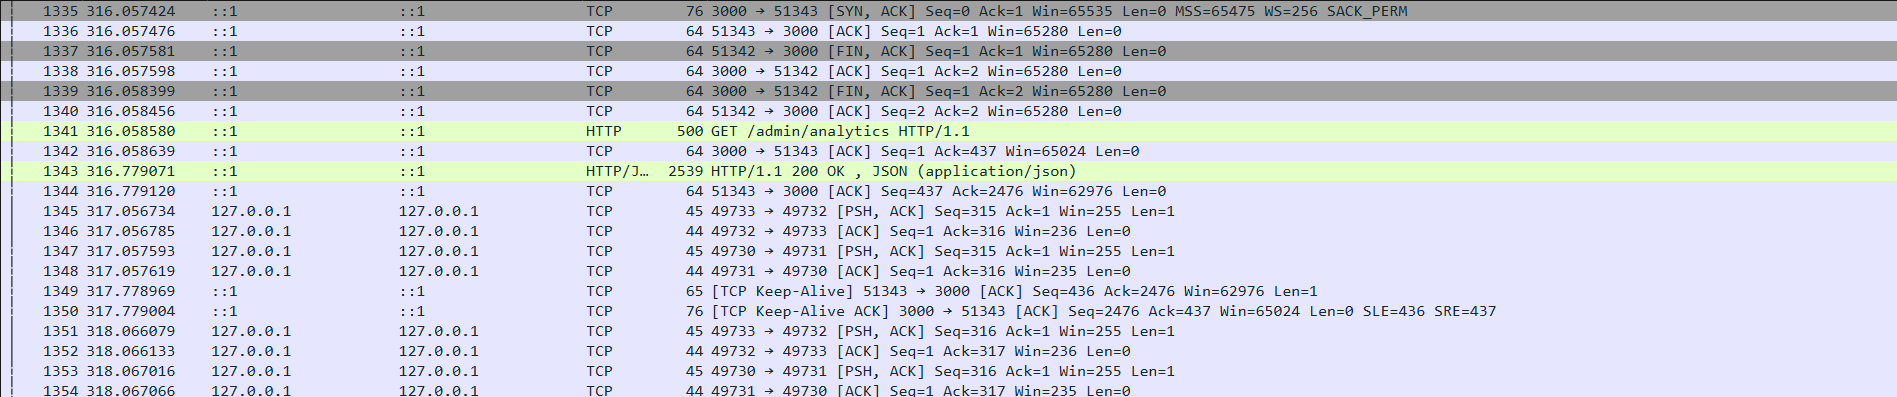 1335 316.057424 ::1 ::1 TCP 76 3000 → 51343 [SYN, ACK] Seq=0 Ack=1 Win=65535 Len=0 MSS=65475 WS=256 SACK_PERM
1336 316.057476 ::1 ::1 TCP 64 51343 → 3000 [ACK] Seq=1 Ack=1 Win=65280 Len=0
1337 316.057581 ::1 ::1 TCP 64 51342 → 3000 [FIN, ACK] Seq=1 Ack=1 Win=65280 Len=0
1338 316.057598 ::1 ::1 TCP 64 3000 → 51342 [ACK] Seq=1 Ack=2 Win=65280 Len=0
1339 316.058399 ::1 ::1 TCP 64 3000 → 51342 [FIN, ACK] Seq=1 Ack=2 Win=65280 Len=0
1340 316.058456 ::1 ::1 TCP 64 51342 → 3000 [ACK] Seq=2 Ack=2 Win=65280 Len=0
1341 316.058580 ::1 ::1 HTTP 500 GET /admin/analytics HTTP/1.1
1342 316.058639 ::1 ::1 TCP 64 3000 → 51343 [ACK] Seq=1 Ack=437 Win=65024 Len=0
1343 316.779071 ::1 ::1 HTTP/J… 2539 HTTP/1.1 200 OK , JSON (application/json)
1344 316.779120 ::1 ::1 TCP 64 51343 → 3000 [ACK] Seq=437 Ack=2476 Win=62976 Len=0
1345 317.056734 127.0.0.1 127.0.0.1 TCP 45 49733 → 49732 [PSH, ACK] Seq=315 Ack=1 Win=255 Len=1
1346 317.056785 127.0.0.1 127.0.0.1 TCP 44 49732 → 49733 [ACK] Seq=1 Ack=316 Win=236 Len=0
1347 317.057593 127.0.0.1 127.0.0.1 TCP 45 49730 → 49731 [PSH, ACK] Seq=315 Ack=1 Win=255 Len=1
1348 317.057619 127.0.0.1 127.0.0.1 TCP 44 49731 → 49730 [ACK] Seq=1 Ack=316 Win=235 Len=0
1349 317.778969 ::1 ::1 TCP 65 [TCP Keep-Alive] 51343 → 3000 [ACK] Seq=436 Ack=2476 Win=62976 Len=1
1350 317.779004 ::1 ::1 TCP 76 [TCP Keep-Alive ACK] 3000 → 51343 [ACK] Seq=2476 Ack=437 Win=65024 Len=0 SLE=436 SRE=437
1351 318.066079 127.0.0.1 127.0.0.1 TCP 45 49733 → 49732 [PSH, ACK] Seq=316 Ack=1 Win=255 Len=1
1352 318.066133 127.0.0.1 127.0.0.1 TCP 44 49732 → 49733 [ACK] Seq=1 Ack=317 Win=236 Len=0
1353 318.067016 127.0.0.1 127.0.0.1 TCP 45 49730 → 49731 [PSH, ACK] Seq=316 Ack=1 Win=255 Len=1
1354 318.067066 127.0.0.1 127.0.0.1 TCP 44 49731 → 49730 [ACK] Seq=1 Ack=317 Win=235 Len=0